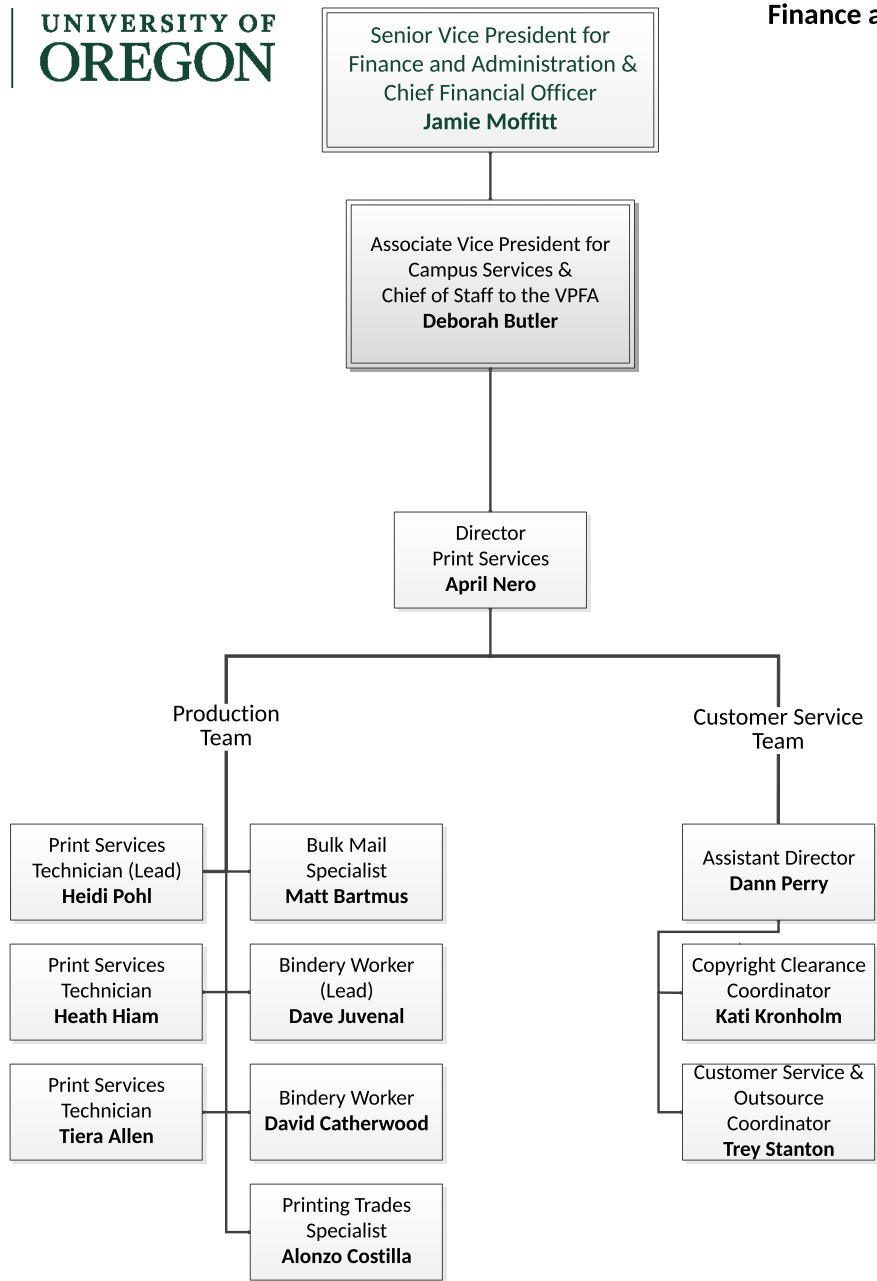 UNIVERSITY OF
OREGON
Finance a
Senior Vice President for
Finance and Administration &
Chief Financial Officer
Jamie Moffitt
Associate Vice President for
Campus Services &
Chief of Staff to the VPFA
Deborah Butler
Director
Print Services
April Nero
Production
Team
Customer Service
Team
Print Services
Technician (Lead)
Heidi Pohl
Bulk Mail
Specialist
Matt Bartmus
Assistant Director
Dann Perry
Print Services
Technician
Heath Hiam
Bindery Worker
(Lead)
Dave Juvenal
Copyright Clearance
Coordinator
Kati Kronholm
Print Services
Technician
Tiera Allen
Bindery Worker
David Catherwood
Customer Service &
Outsource
Coordinator
Trey Stanton
Printing Trades
Specialist
Alonzo Costilla